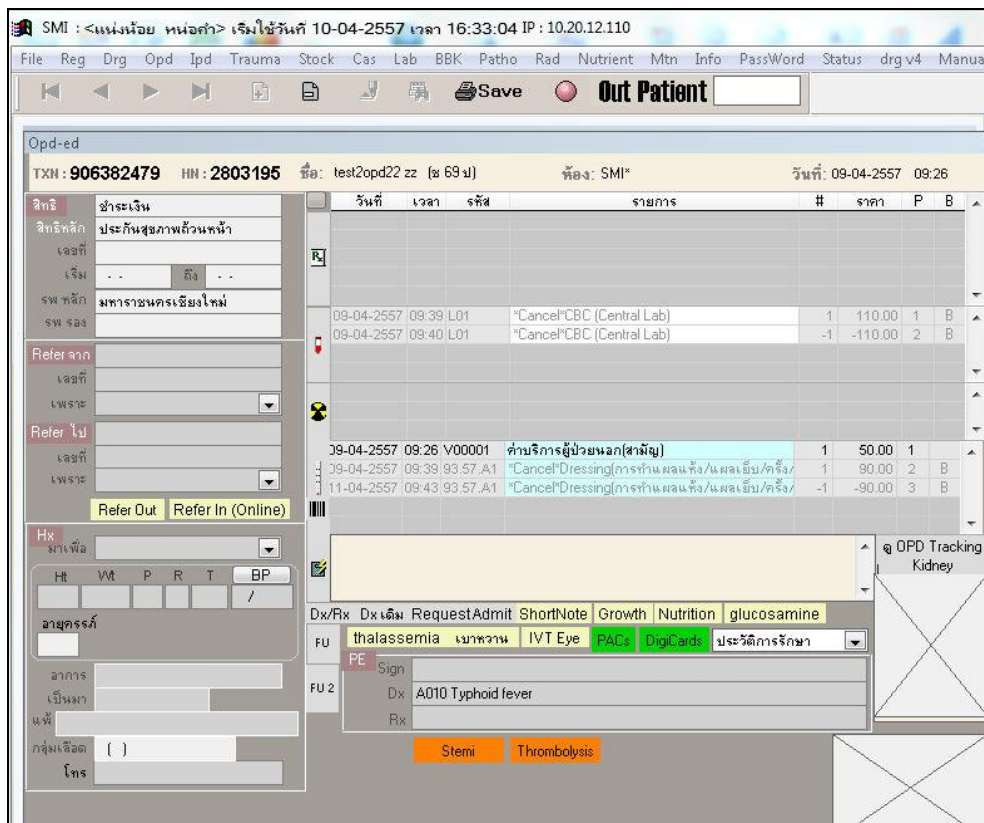 SMI : <แน่งน้อย หน่อคำ> เริ่มใช้วันที่ 10-04-2557 เวลา 16:33:04 IP : 10.20.12.110
File Reg Drg Opd Ipd Trauma Stock Cas Lab BBK Patho Rad Nutrient Mtn Info PassWord Status drg v4 Manua
Save Out Patient
Opd-ed
TXN : 906382479 HN : 2803195 ชื่อ: test2opd22 zz (ช 69 ปี) ห้อง: SMI* วันที่: 09-04-2557 09:26
สิทธิ ชำระเงิน
สิทธิหลัก ประกันสุขภาพถ้วนหน้า
เลขที่
เริ่ม - - ถึง - -
รพ หลัก มหาราชนครเชียงใหม่
รพ รอง
Refer จาก
เลขที่
เพราะ
Refer ไป
เลขที่
เพราะ
Refer Out Refer In (Online)
Hx
มาเพื่อ
Ht Wt P R T BP
/
อายุครรภ์
อาการ
เป็นมา
แพ้
กลุ่มเลือด ( )
โทร
วันที่ เวลา รหัส รายการ # ราคา P B
Rx
09-04-2557 09:39 L01 *Cancel*CBC (Central Lab) 1 110.00 1 B
09-04-2557 09:40 L01 *Cancel*CBC (Central Lab) -1 -110.00 2 B
09-04-2557 09:26 V00001 ค่าบริการผู้ป่วยนอก(สามัญ) 1 50.00 1
09-04-2557 09:39 93.57.A1 *Cancel*Dressing(การทำแผลแห้ง/แผลเย็บ/ครั้ง/ 1 90.00 2 B
11-04-2557 09:43 93.57.A1 *Cancel*Dressing(การทำแผลแห้ง/แผลเย็บ/ครั้ง/ -1 -90.00 3 B
ดู OPD Tracking
Kidney
Dx/Rx Dx เดิม RequestAdmit ShortNote Growth Nutrition glucosamine
FU thalassemia เบาหวาน IVT Eye PACs DigiCards ประวัติการรักษา
FU 2
PE
Sign
Dx A010 Typhoid fever
Rx
Stemi Thrombolysis